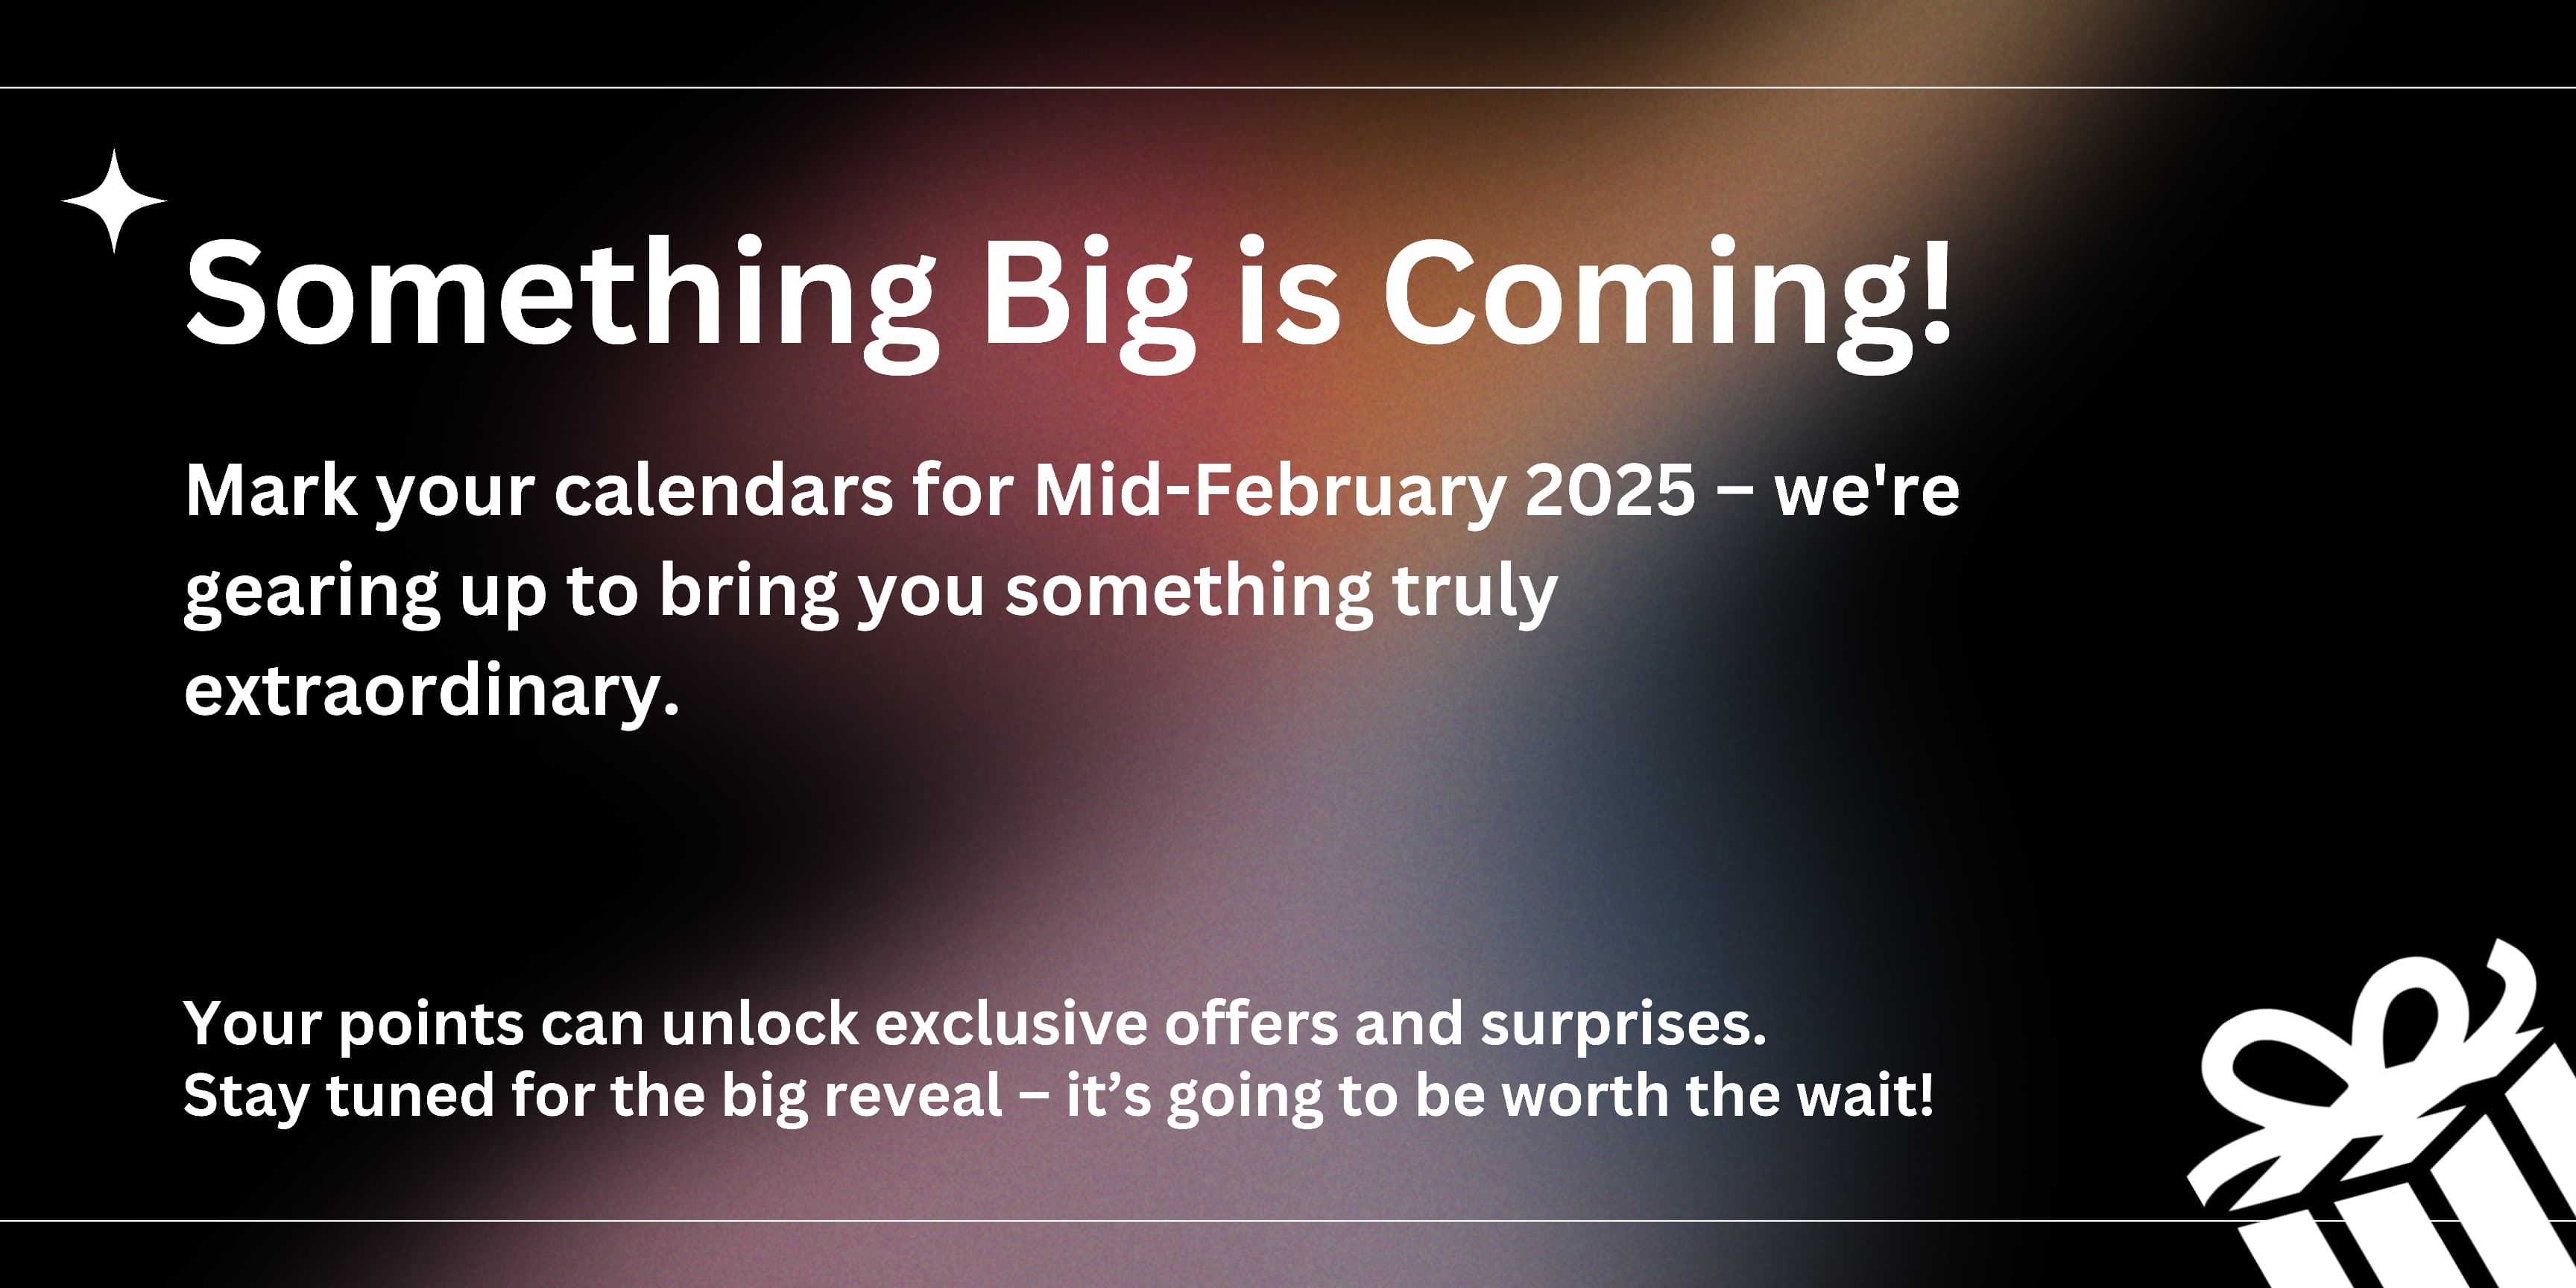 Something Big is Coming!
Mark your calendars for Mid-February 2025 – we're
gearing up to bring you something truly
extraordinary.
Your points can unlock exclusive offers and surprises.
Stay tuned for the big reveal – it’s going to be worth the wait!